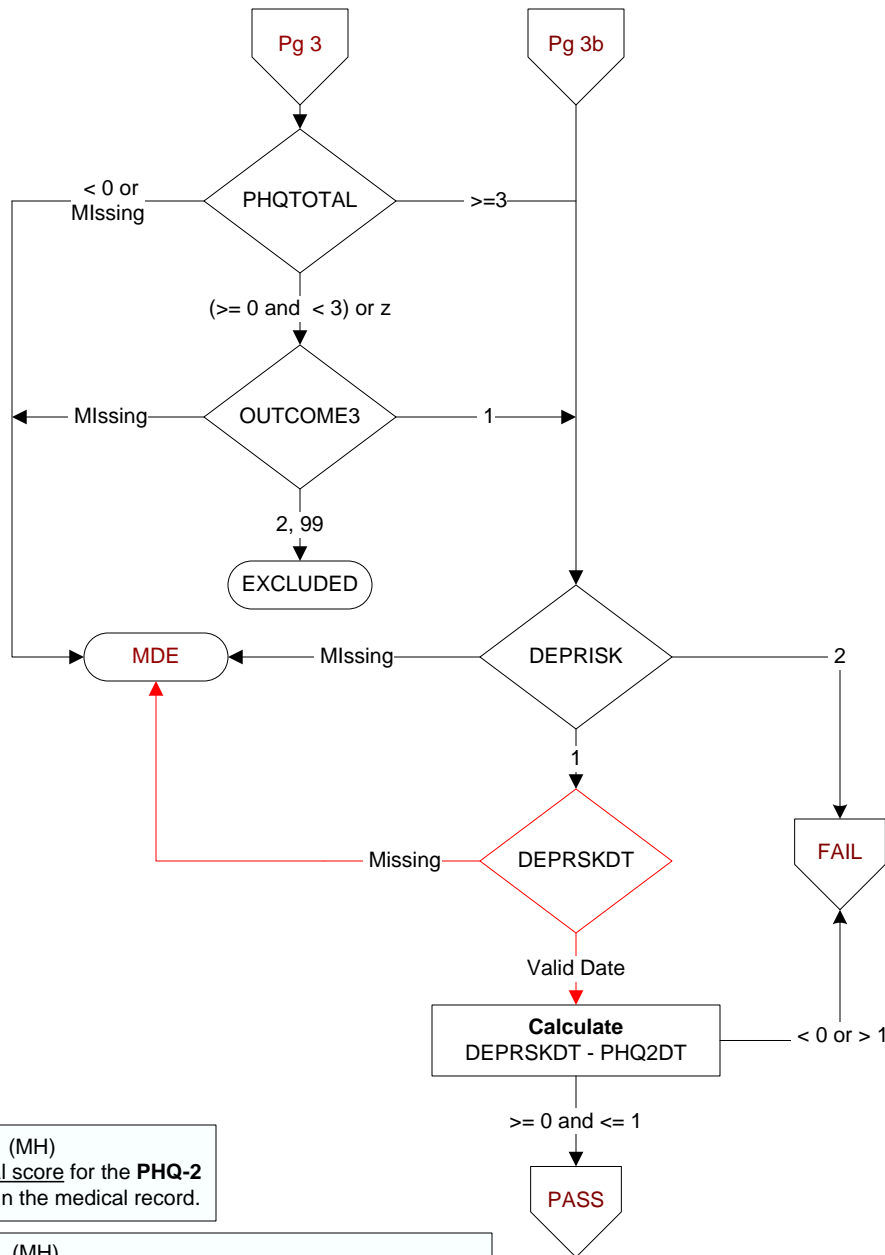 Pg 3
Pg 3b
< 0 or
MIssing
PHQTOTAL
>=3
(>= 0 and < 3) or z
MIssing
OUTCOME3
1
2, 99
EXCLUDED
MDE
MIssing
DEPRISK
2
1
Missing
DEPRSKDT
FAIL
Valid Date
Calculate
DEPRSKDT - PHQ2DT
< 0 or > 1
>= 0 and <= 1
PASS
(MH)
score for the PHQ-2
in the medical record.
(MH)